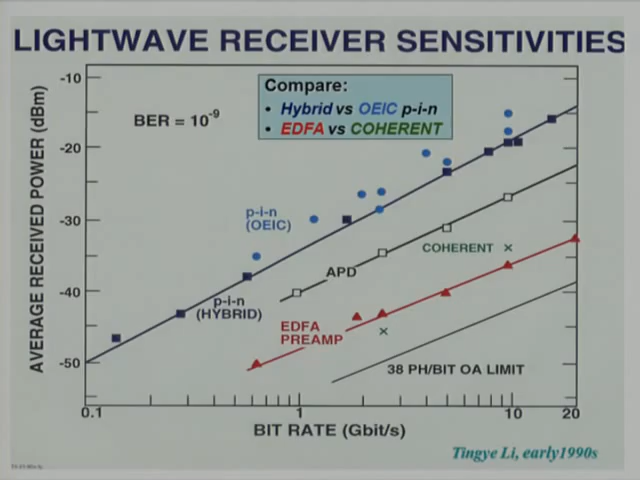 LIGHTWAVE RECEIVER SENSITIVITIES
Compare:
• Hybrid vs OEIC p-i-n
• EDFA vs COHERENT
BER = 10-9
AVERAGE RECEIVED POWER (dBm)
-10
-20
-30
-40
-50
p-i-n
(OEIC)
p-i-n
(HYBRID)
APD
COHERENT
EDFA
PREAMP
38 PH/BIT OA LIMIT
0.1
1
10
20
BIT RATE (Gbit/s)
Tingye Li, early1990s